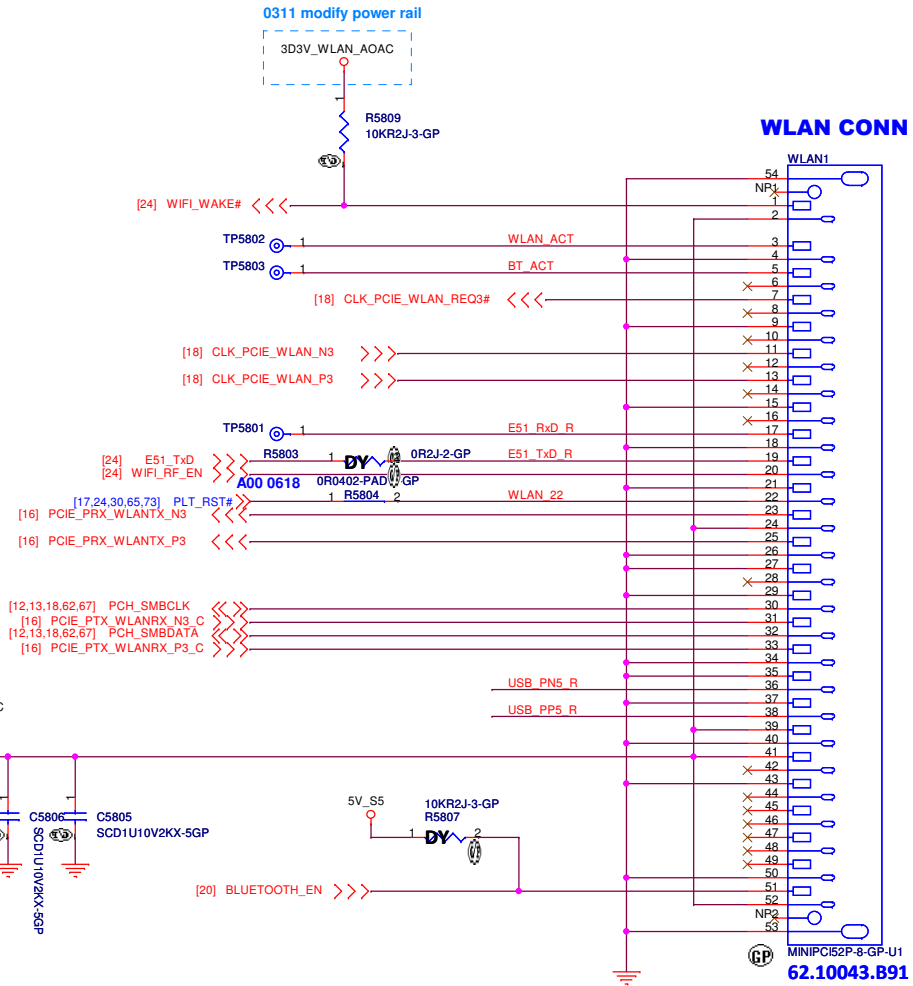 0311 modify power rail
3D3V_WLAN_AOAC
1
R5809
10KR2J-3-GP
WLAN CONN
WLAN1
54
NP1
[24] WIFI_WAKE#
1
2
TP5802
1
WLAN_ACT
3
4
TP5803
1
BT_ACT
5
6
[18] CLK_PCIE_WLAN_REQ3#
7
8
9
10
[18] CLK_PCIE_WLAN_N3
11
12
[18] CLK_PCIE_WLAN_P3
13
14
15
16
TP5801
1
E51_RxD_R
17
18
R5803
1
DY
0R2J-2-GP
[24] E51_TxD
E51_TxD_R
19
[24] WIFI_RF_EN
20
A00 0618
0R0402-PAD
GP
21
[17,24,30,65,73] PLT_RST#
1
R5804
2
WLAN_22
22
[16] PCIE_PRX_WLANTX_N3
23
24
[16] PCIE_PRX_WLANTX_P3
25
26
27
28
29
[12,13,18,62,67] PCH_SMBCLK
30
[16] PCIE_PTX_WLANRX_N3_C
31
[12,13,18,62,67] PCH_SMBDATA
32
[16] PCIE_PTX_WLANRX_P3_C
33
34
35
USB_PN5_R
36
37
C
USB_PP5_R
38
39
40
41
42
43
1
1
C5806
C5805
SCD1U10V2KX-5GP
SCD1U10V2KX-5GP
5V_S5
10KR2J-3-GP
R5807
1
DY
2
44
45
46
47
48
49
50
[20] BLUETOOTH_EN
51
52
NP2
53
GP
MINIPCI52P-8-GP-U1
62.10043.B91